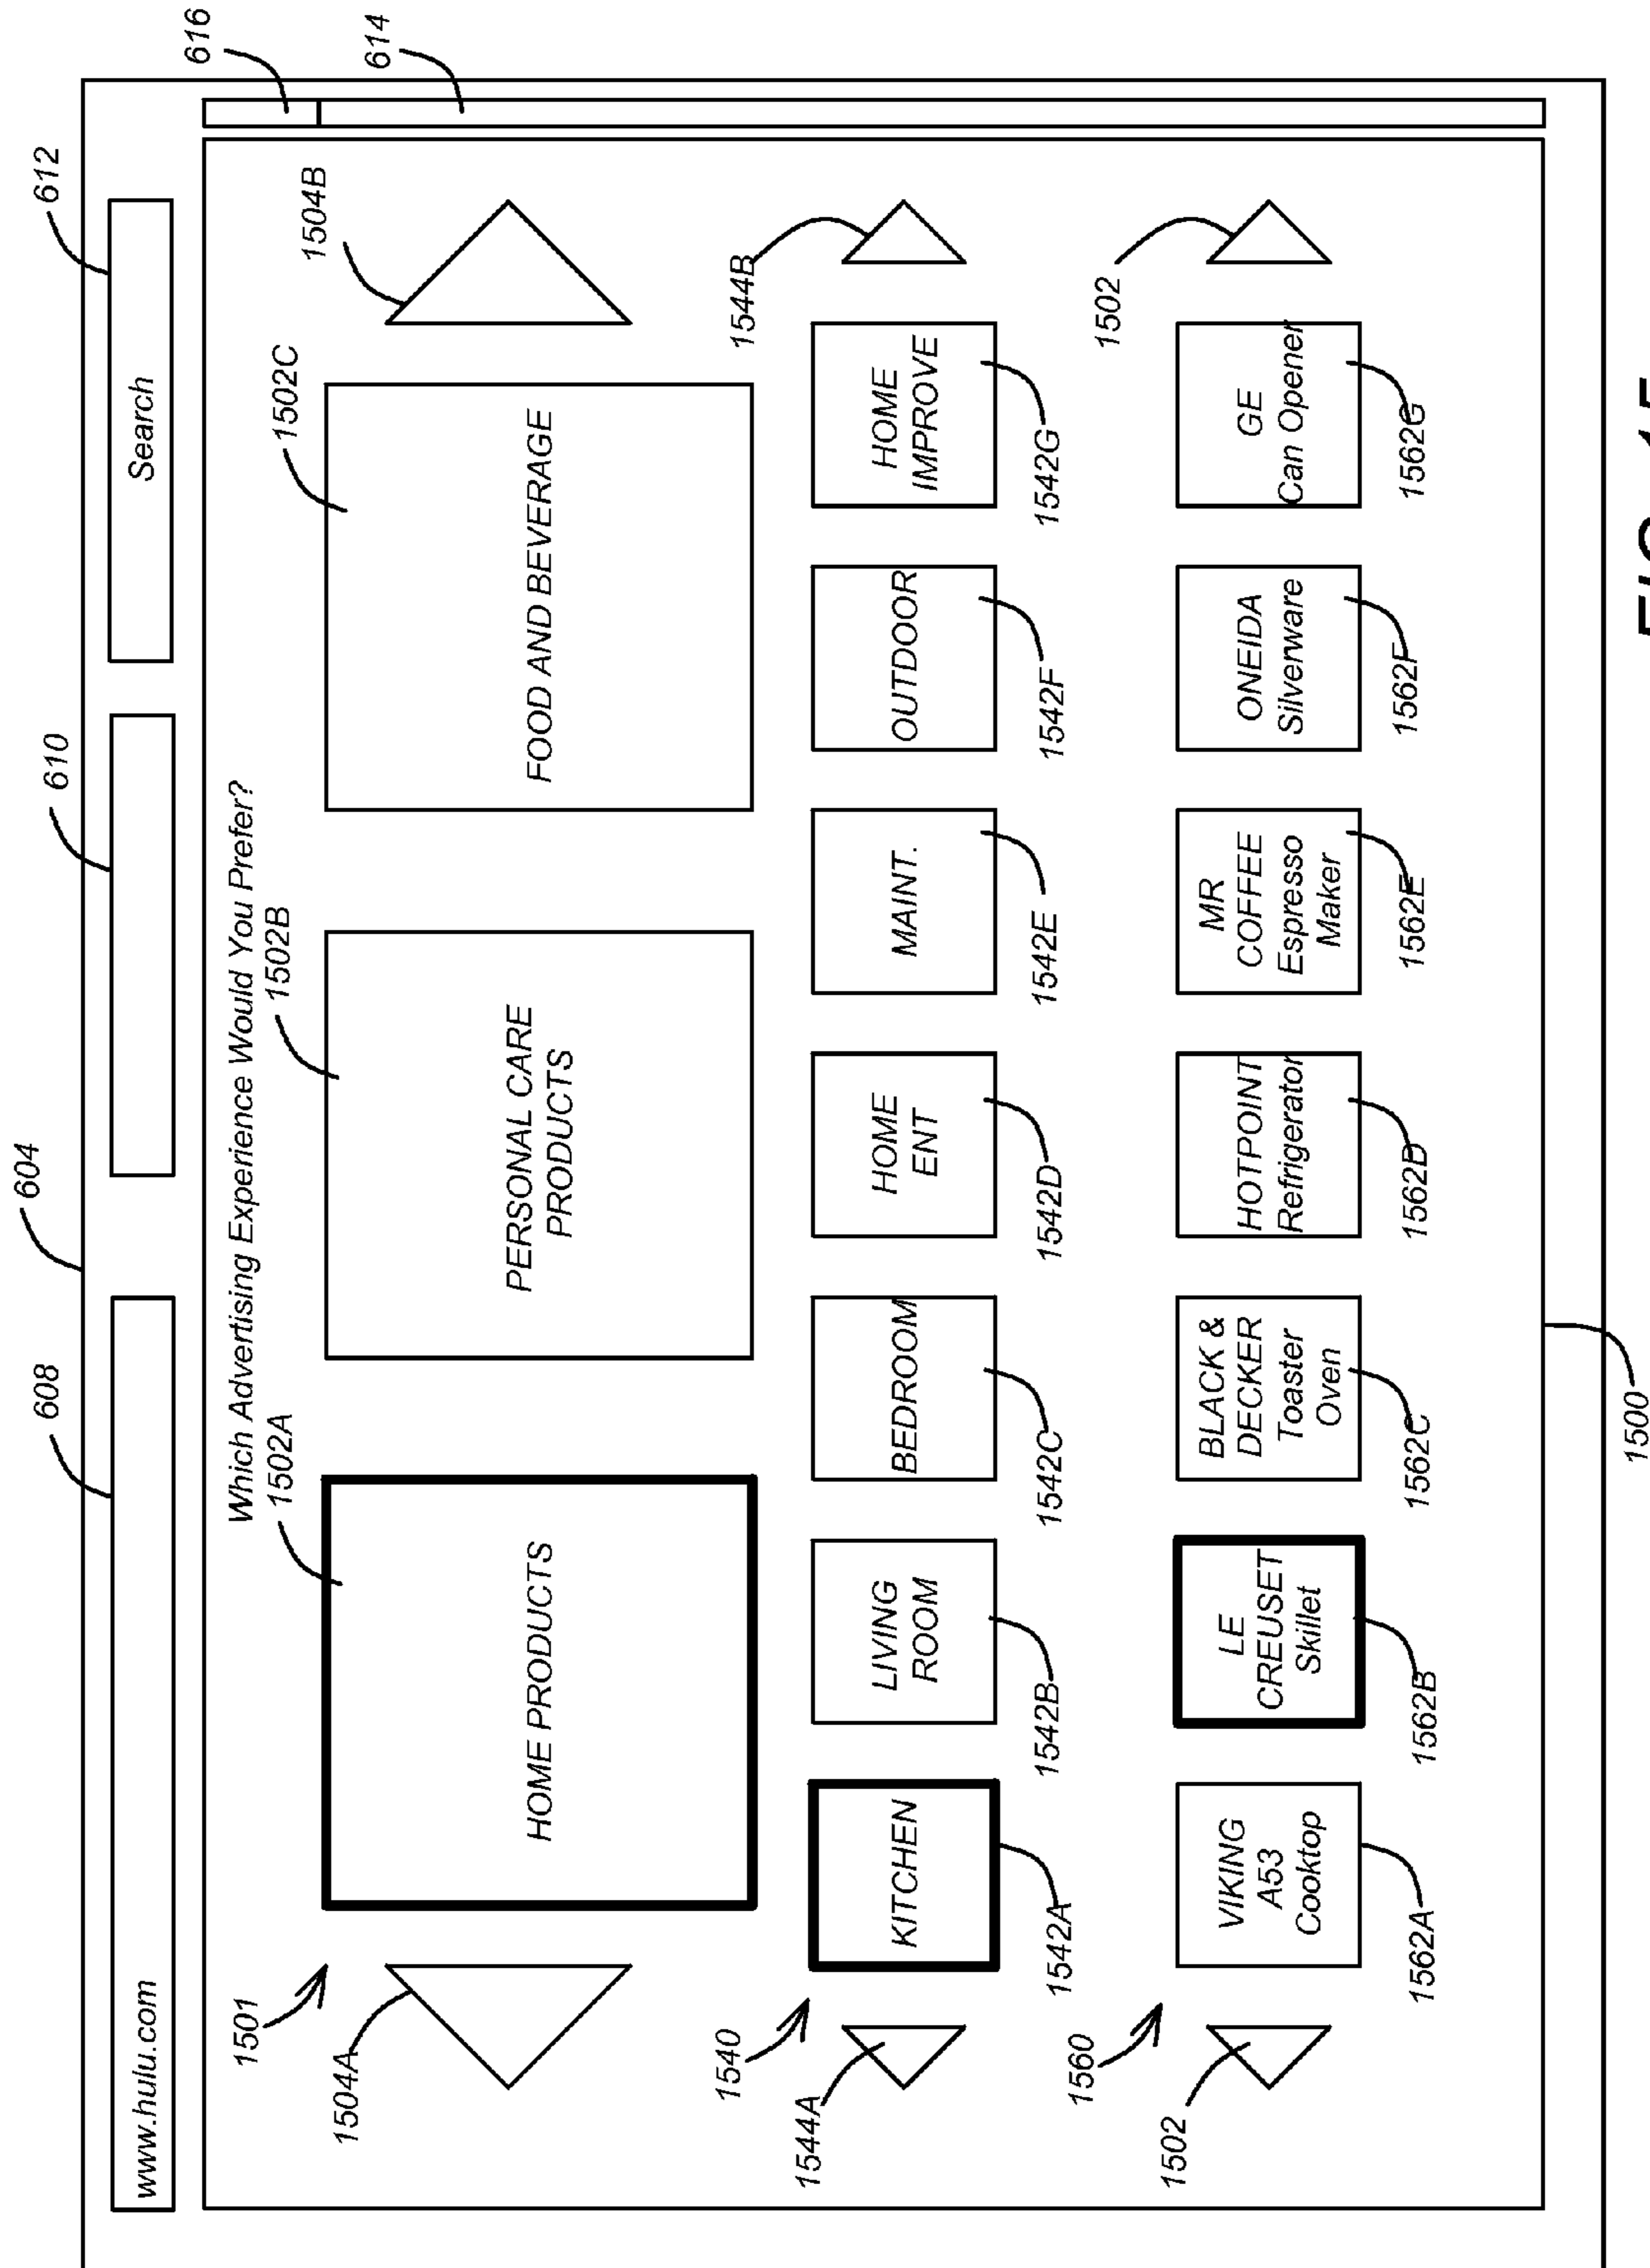 604
608
610
612
616
614
www.hulu.com
Search
Which Advertising Experience Would You Prefer?
1501
1502A
1502B
1502C
1504B
1504A
HOME PRODUCTS
PERSONAL CARE
PRODUCTS
FOOD AND BEVERAGE
1540
1544A
1544B
KITCHEN
LIVING
ROOM
BEDROOM
HOME
ENT
MAINT.
OUTDOOR
HOME
IMPROVE
1542A
1542B
1542C
1542D
1542E
1542F
1542G
1560
1502
1502
VIKING
A53
Cooktop
LE
CREUSET
Skillet
BLACK &
DECKER
Toaster
Oven
HOTPOINT
Refrigerator
MR
COFFEE
Espresso
Maker
ONEIDA
Silverware
GE
Can Opener
1562A
1562B
1562C
1562D
1562E
1562F
1562G
1500